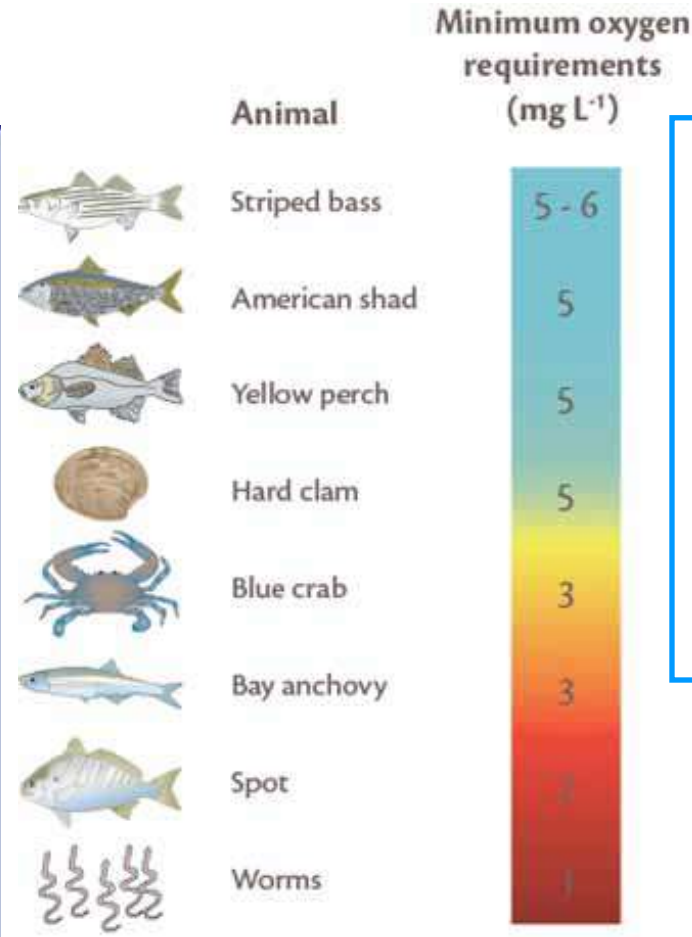 Minimum oxygen
requirements
Animal (mg L⁻¹)
Striped bass 5 - 6
American shad 5
Yellow perch 5
Hard clam 5
Blue crab 3
Bay anchovy 3
Spot 2
Worms 1